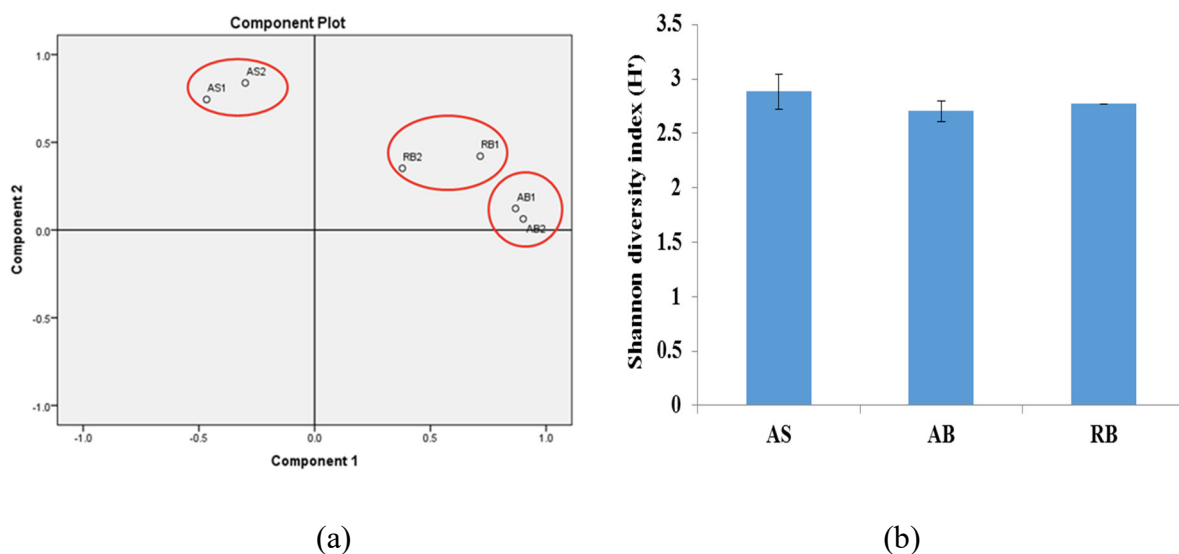 Component Plot
1.0
0.5
0.0
-0.5
-1.0
Component 2
AS1
AS2
RB2
RB1
AB1
AB2
-1.0 -0.5 0.0 0.5 1.0
Component 1
(a)
Shannon diversity index (H')
3.5
3
2.5
2
1.5
1
0.5
0
AS AB RB
(b)